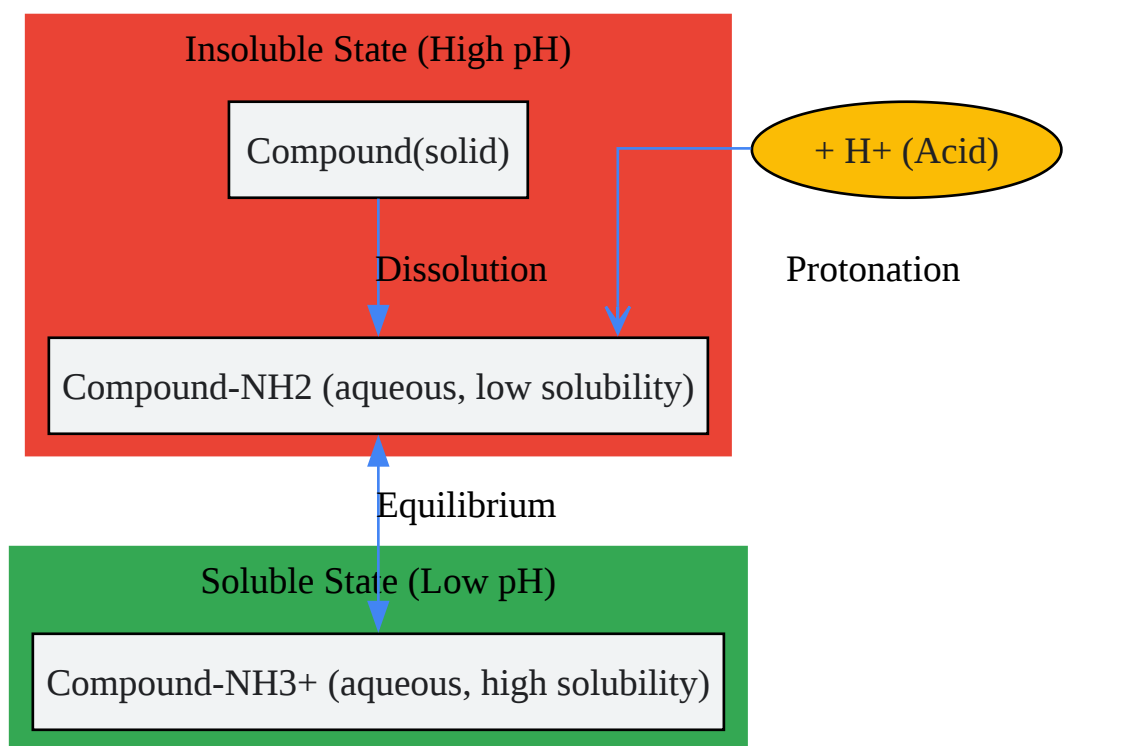 Insoluble State (High pH)
Compound(solid)
+ H+ (Acid)
Dissolution
Protonation
Compound-NH2 (aqueous, low solubility)
Equilibrium
Soluble State (Low pH)
Compound-NH3+ (aqueous, high solubility)